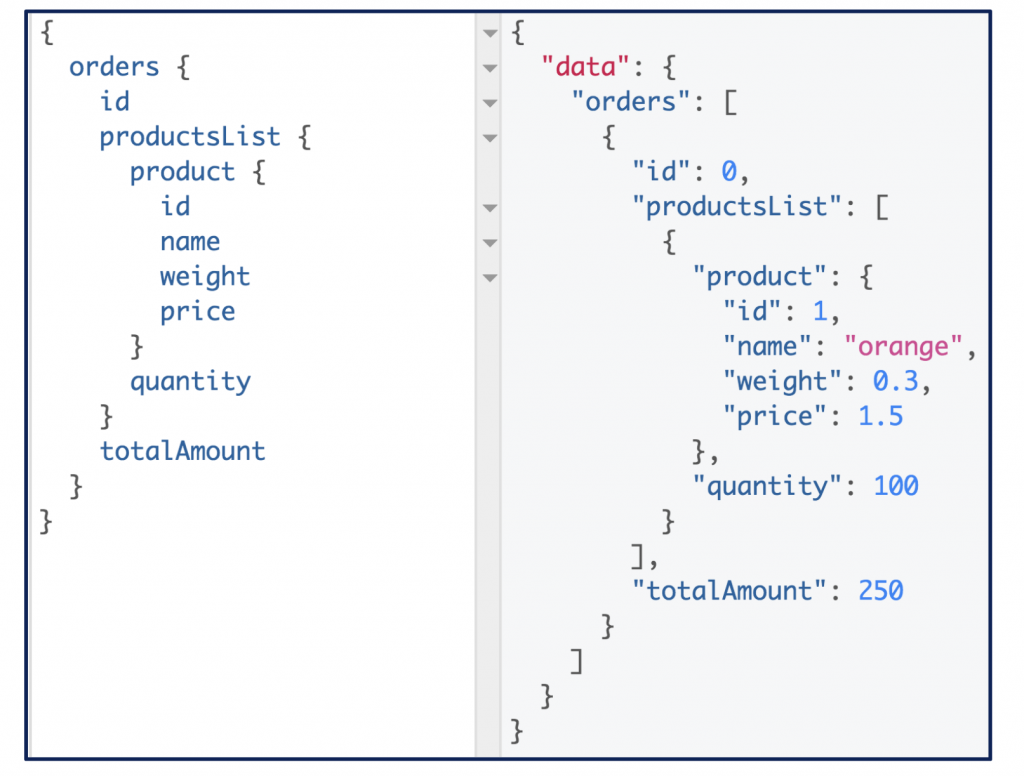 {
  orders {
    id
    productsList {
      product {
        id
        name
        weight
        price
      }
      quantity
    }
    totalAmount
  }
}
{
  "data": {
    "orders": [
      {
        "id": 0,
        "productsList": [
          {
            "product": {
              "id": 1,
              "name": "orange",
              "weight": 0.3,
              "price": 1.5
            },
            "quantity": 100
          }
        ],
        "totalAmount": 250
      }
    ]
  }
}